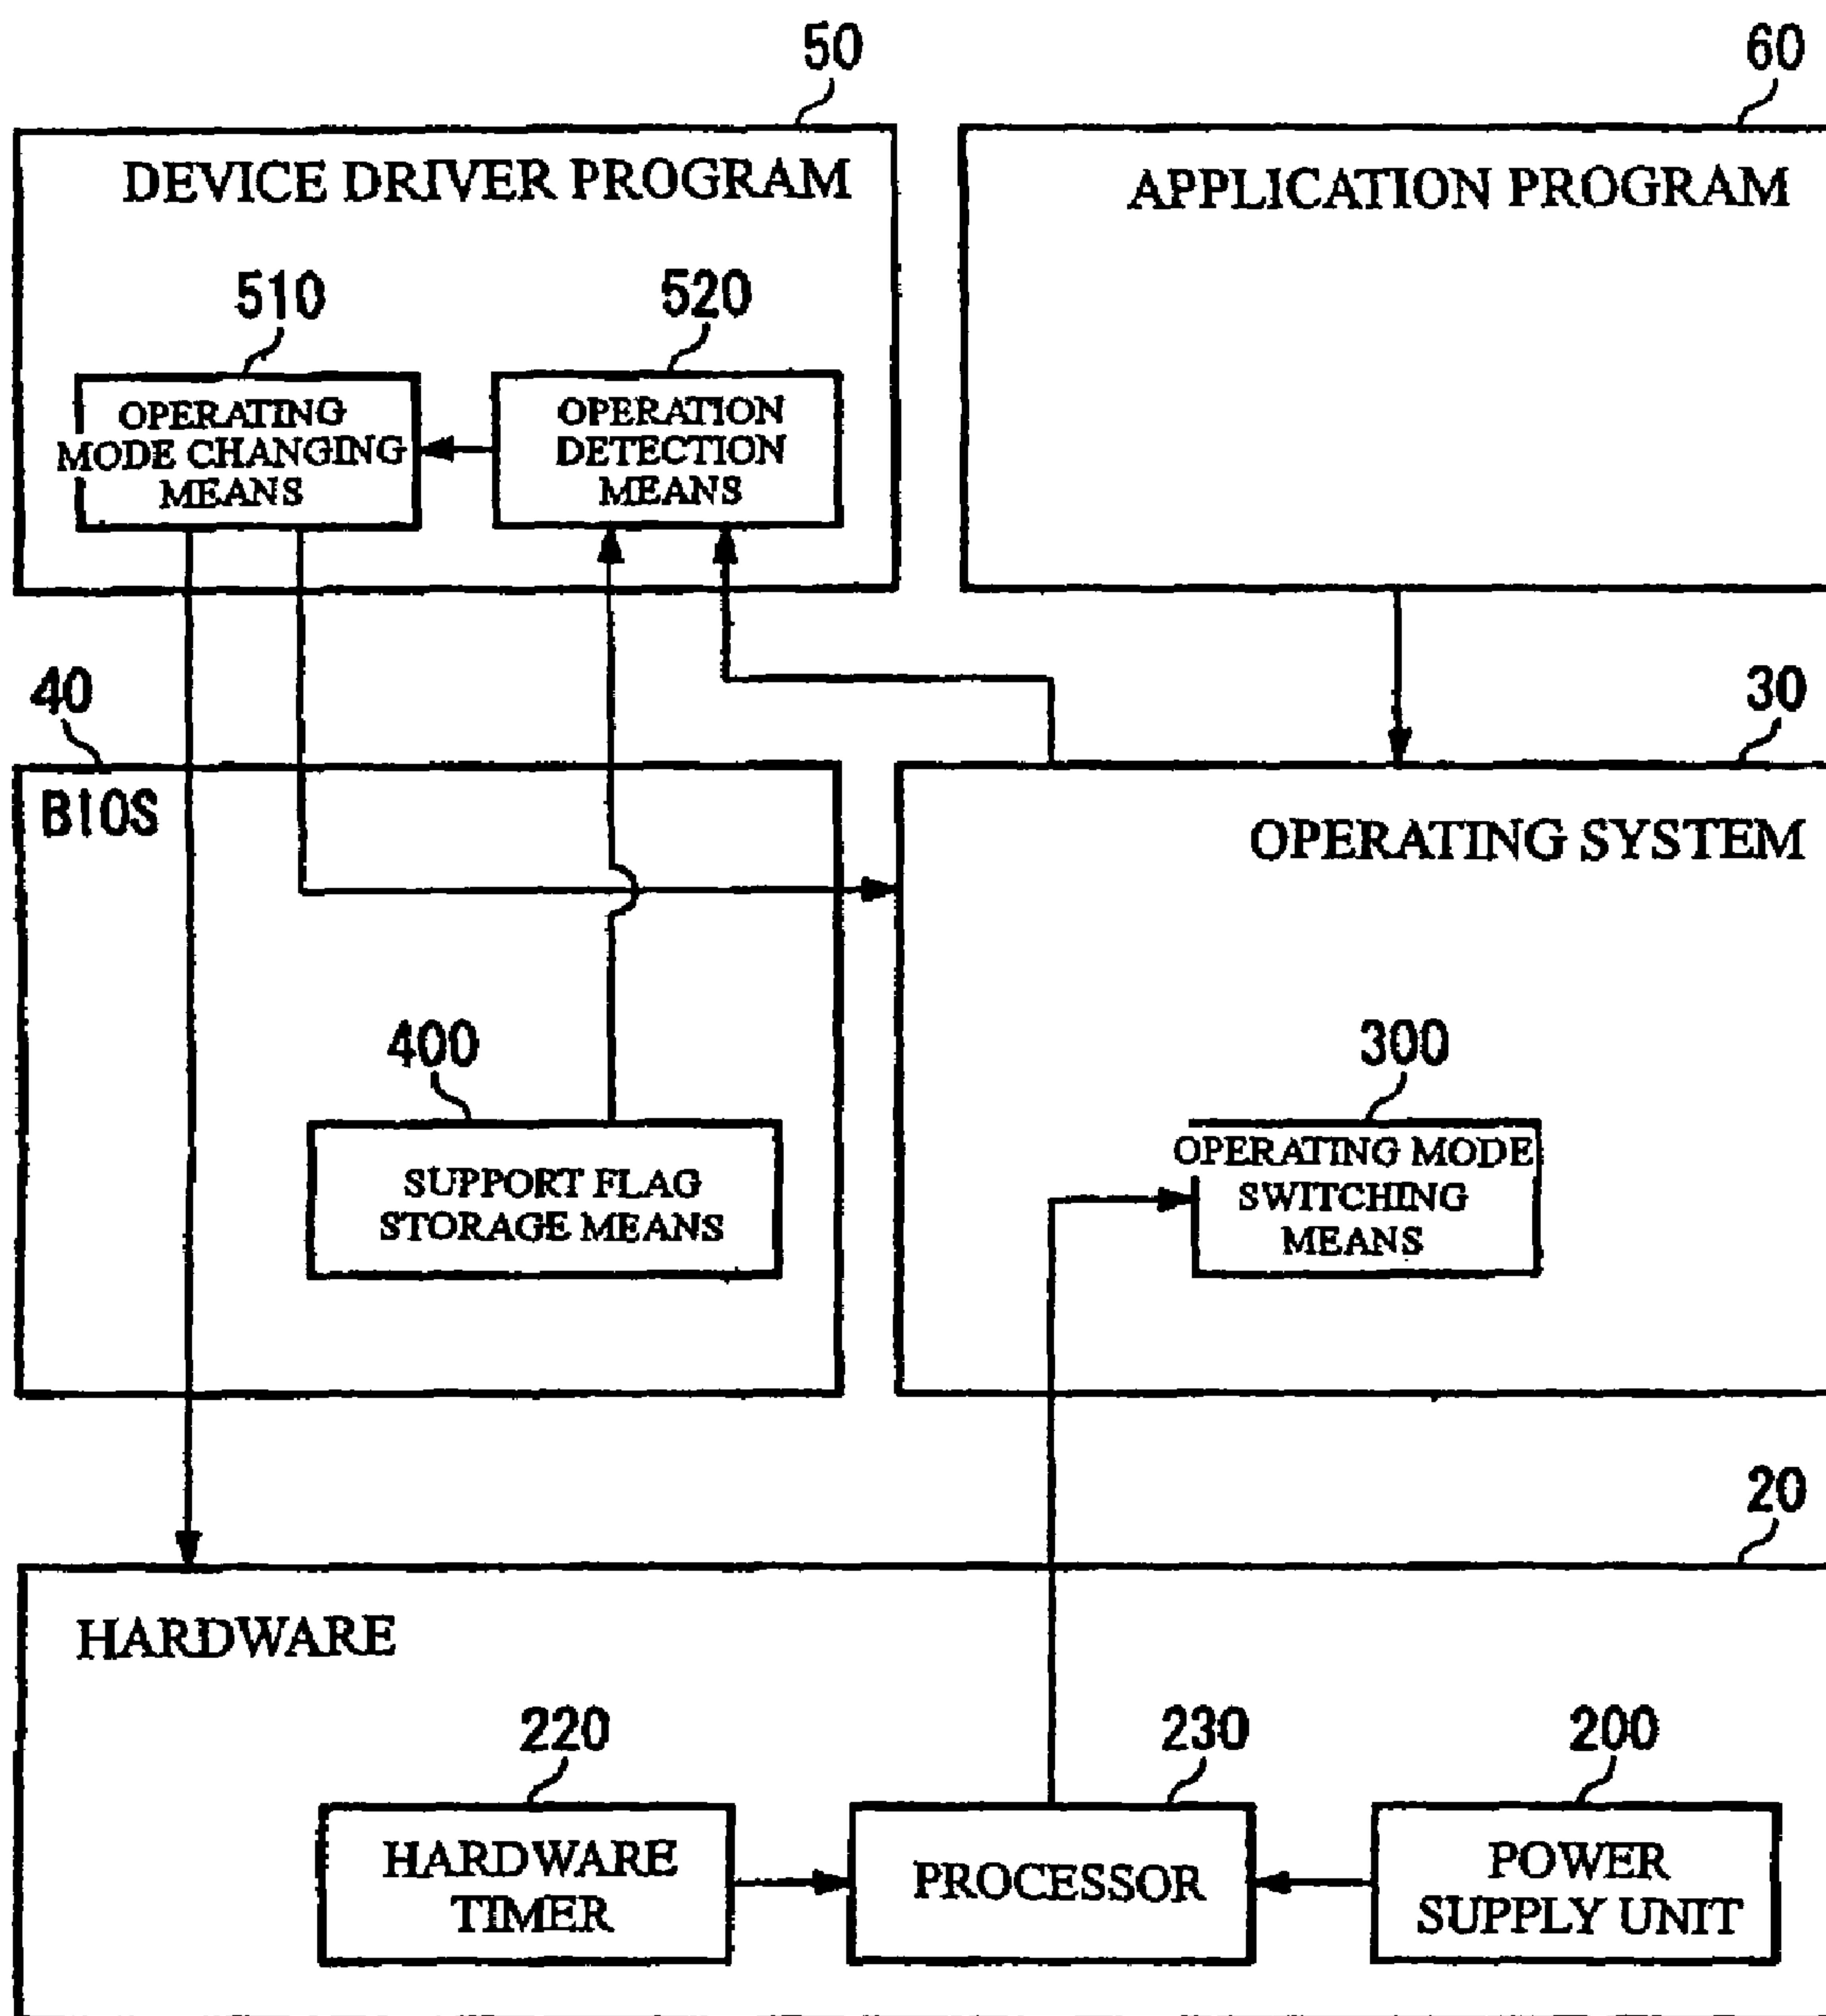 50
60
DEVICE DRIVER PROGRAM
APPLICATION PROGRAM
510
520
OPERATING
MODE CHANGING
MEANS
OPERATION
DETECTION
MEANS
40
30
BIOS
OPERATING SYSTEM
400
300
SUPPORT FLAG
STORAGE MEANS
OPERATING MODE
SWITCHING
MEANS
20
HARDWARE
220
230
200
HARDWARE
TIMER
PROCESSOR
POWER
SUPPLY UNIT